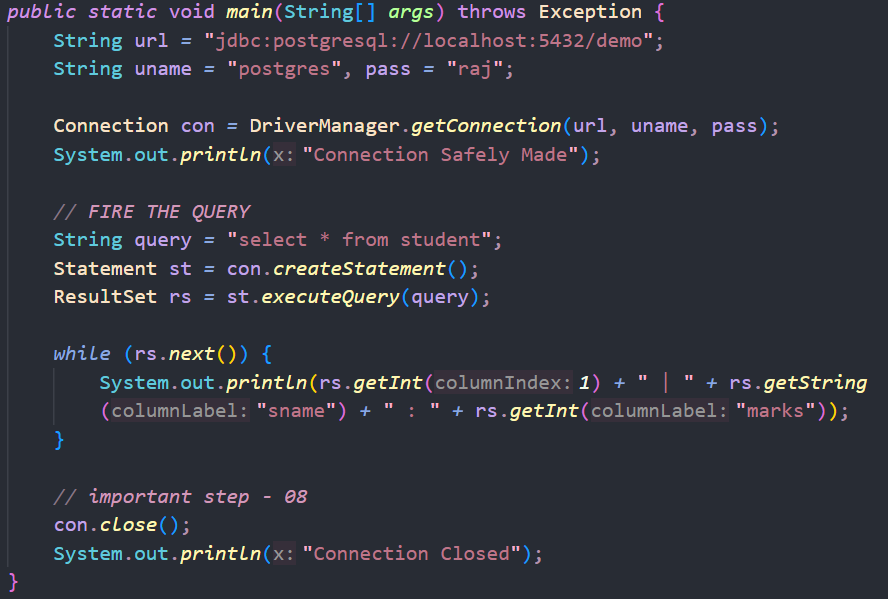 public static void main(String[] args) throws Exception {
String url = "jdbc:postgresql://localhost:5432/demo";
String uname = "postgres", pass = "raj";
Connection con = DriverManager.getConnection(url, uname, pass);
System.out.println(x: "Connection Safely Made");
// FIRE THE QUERY
String query = "select * from student";
Statement st = con.createStatement();
ResultSet rs = st.executeQuery(query);
while (rs.next()) {
System.out.println(rs.getInt(columnIndex: 1) + " | " + rs.getString
(columnLabel: "sname") + " : " + rs.getInt(columnLabel: "marks"));
}
// important step - 08
con.close();
System.out.println(x: "Connection Closed");
}